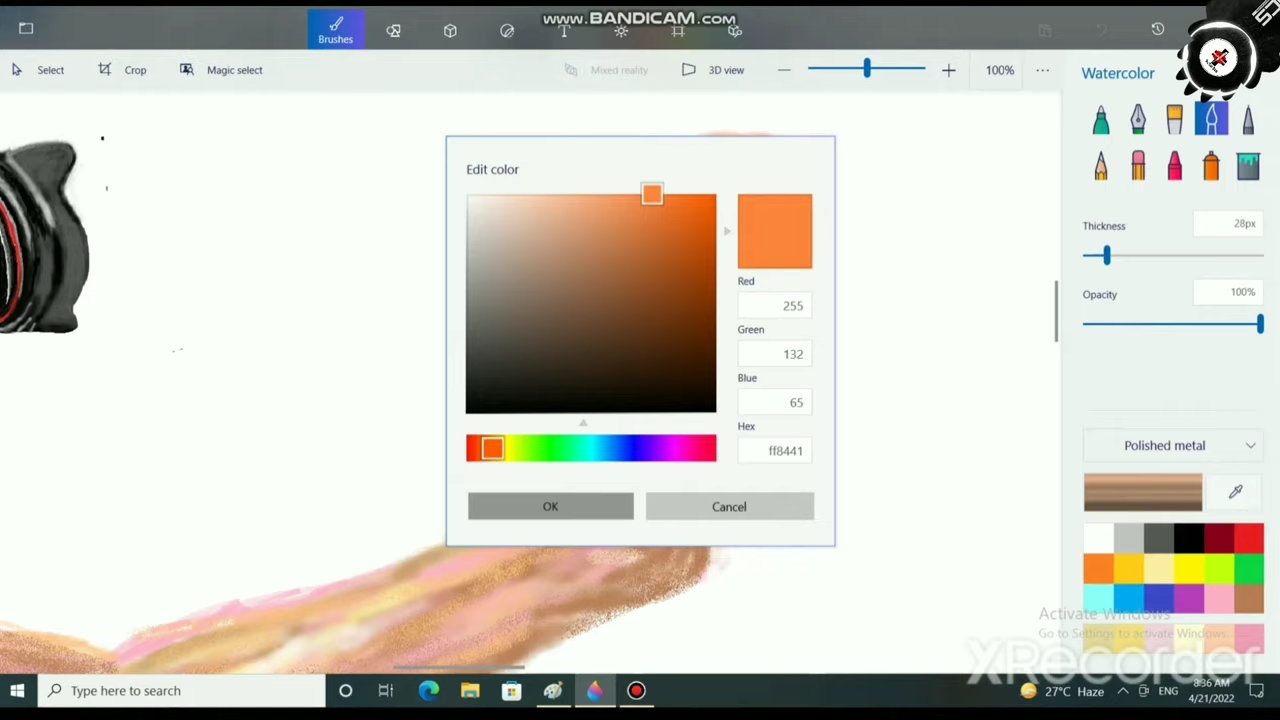 www.BANDICAM.com
Brushes
T
Select
Crop
Magic select
Mixed reality
3D view
100%
Watercolor
Edit color
Red
255
Green
132
Blue
65
Hex
ff8441
OK
Cancel
Thickness
28px
Opacity
100%
Polished metal
Activate Windows
Go to Settings to activate Windows.
XRecorder
Type here to search
27°C Haze
ENG
8:36 AM
4/21/2022